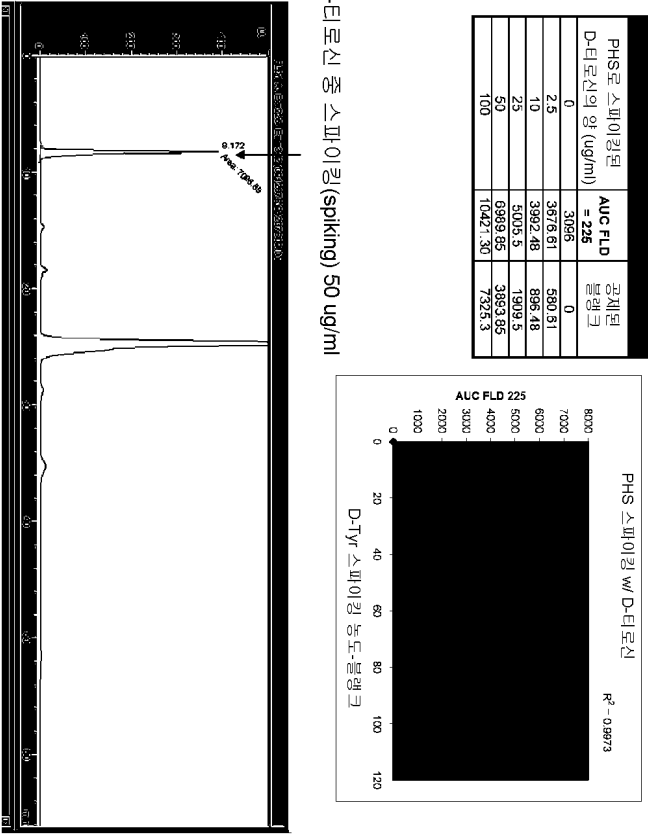 PHS로 스파이킹된
D-티로신의 양 (ug/ml)
AUC FLD
= 225
공제된
블랭크
0 3096 0
2.5 3676.61 580.61
10 3992.48 896.48
25 5005.5 1909.5
50 6989.85 3893.85
100 10421.30 7325.3
PHS 스파이킹 w/ D-티로신
R² = 0.9973
AUC FLD 225
8000
7000
6000
5000
4000
3000
2000
1000
0
0 20 40 60 80 100 120
D-Tyr 스파이킹 농도-블랭크
-티로신 중 스파이킹(spiking) 50 ug/ml
9.172